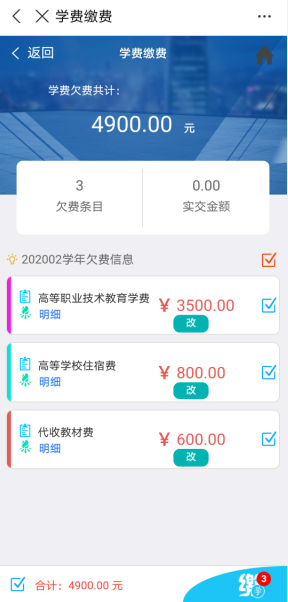 学费缴费
返回 学费缴费
学费欠费共计：
4900.00 元
3 0.00
欠费条目 实交金额
202002学年欠费信息
高等职业技术教育学费 ￥ 3500.00
明细 改
高等学校住宿费 ￥ 800.00
明细 改
代收教材费 ￥ 600.00
明细 改
合计：4900.00 元 缴 3
学